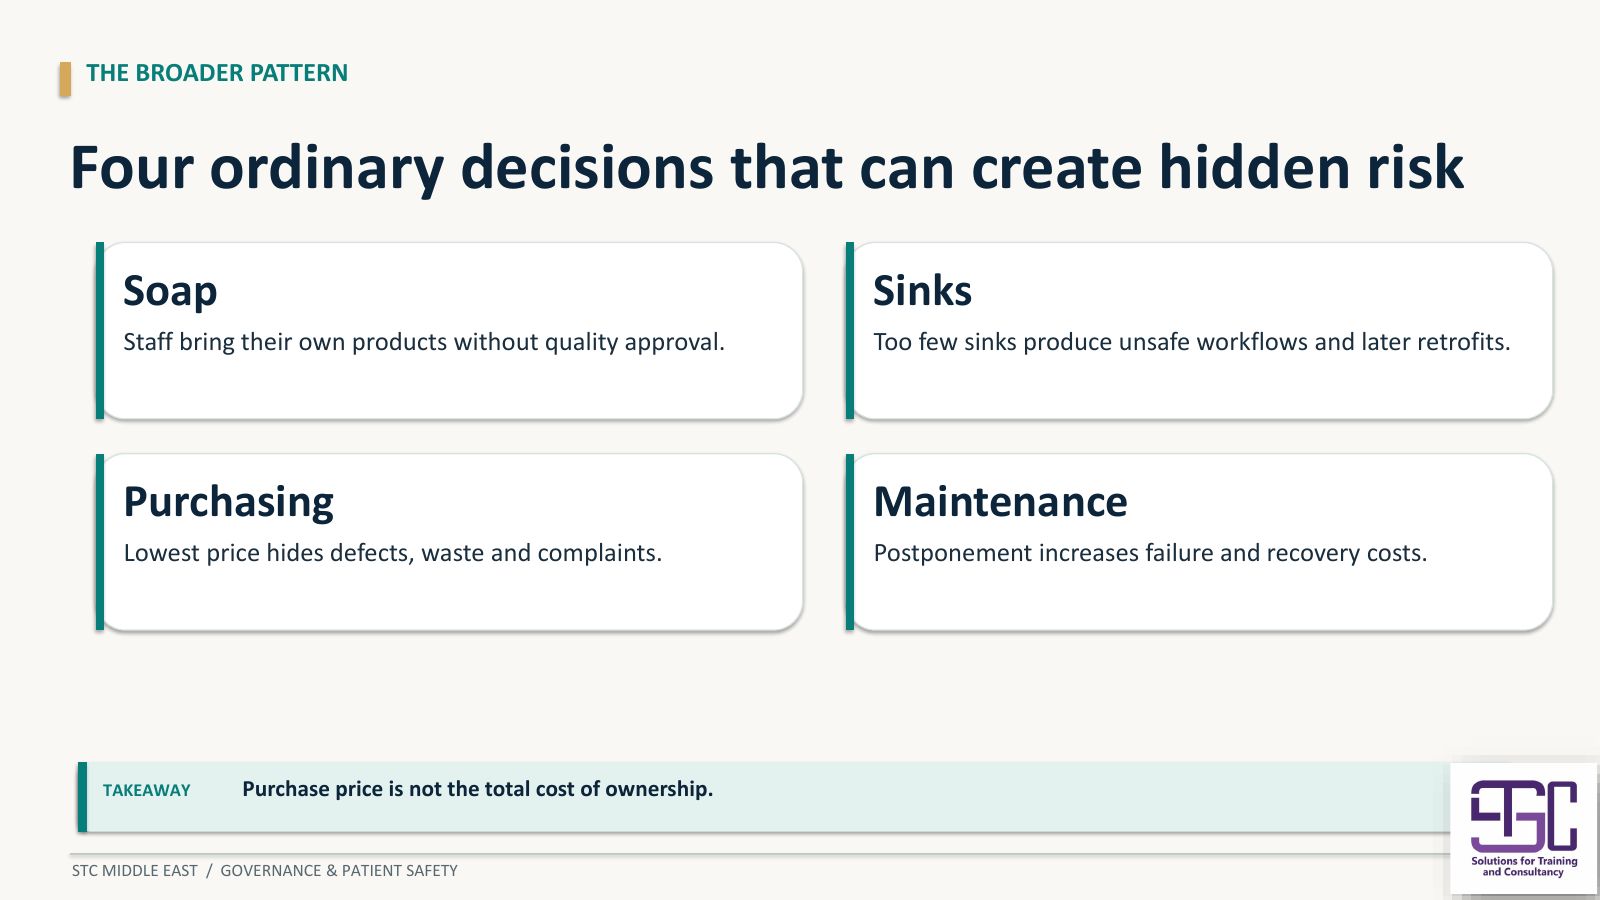 THE BROADER PATTERN
Four ordinary decisions that can create hidden risk
Soap
Staff bring their own products without quality approval.
Sinks
Too few sinks produce unsafe workflows and later retrofits.
Purchasing
Lowest price hides defects, waste and complaints.
Maintenance
Postponement increases failure and recovery costs.
TAKEAWAY Purchase price is not the total cost of ownership.
STC MIDDLE EAST / GOVERNANCE & PATIENT SAFETY
STC
Solutions for Training
and Consultancy